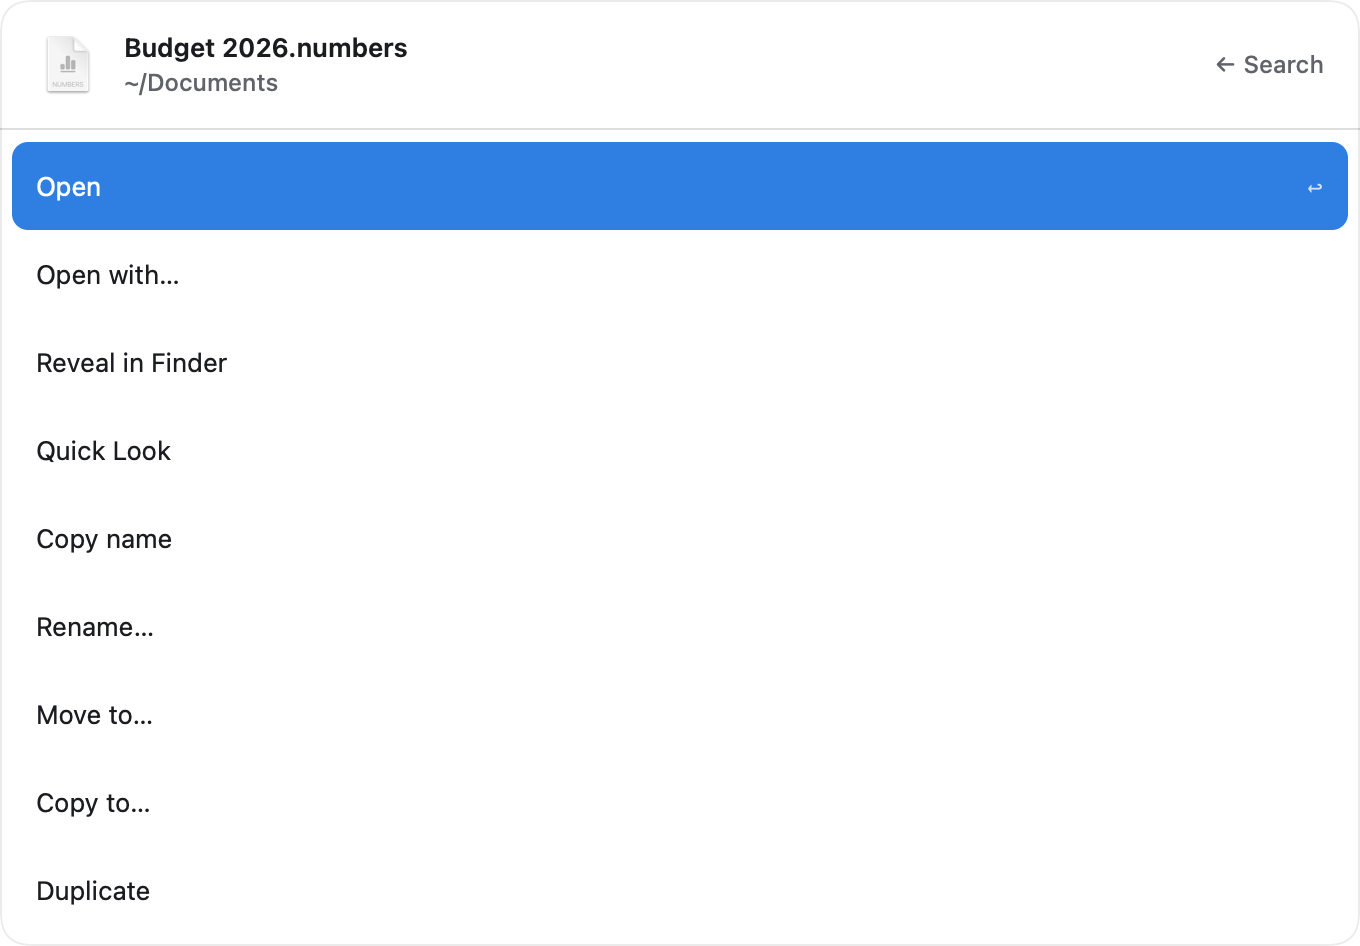 Budget 2026.numbers
~/Documents
← Search
NUMBERS
Open ↩
Open with...
Reveal in Finder
Quick Look
Copy name
Rename...
Move to...
Copy to...
Duplicate